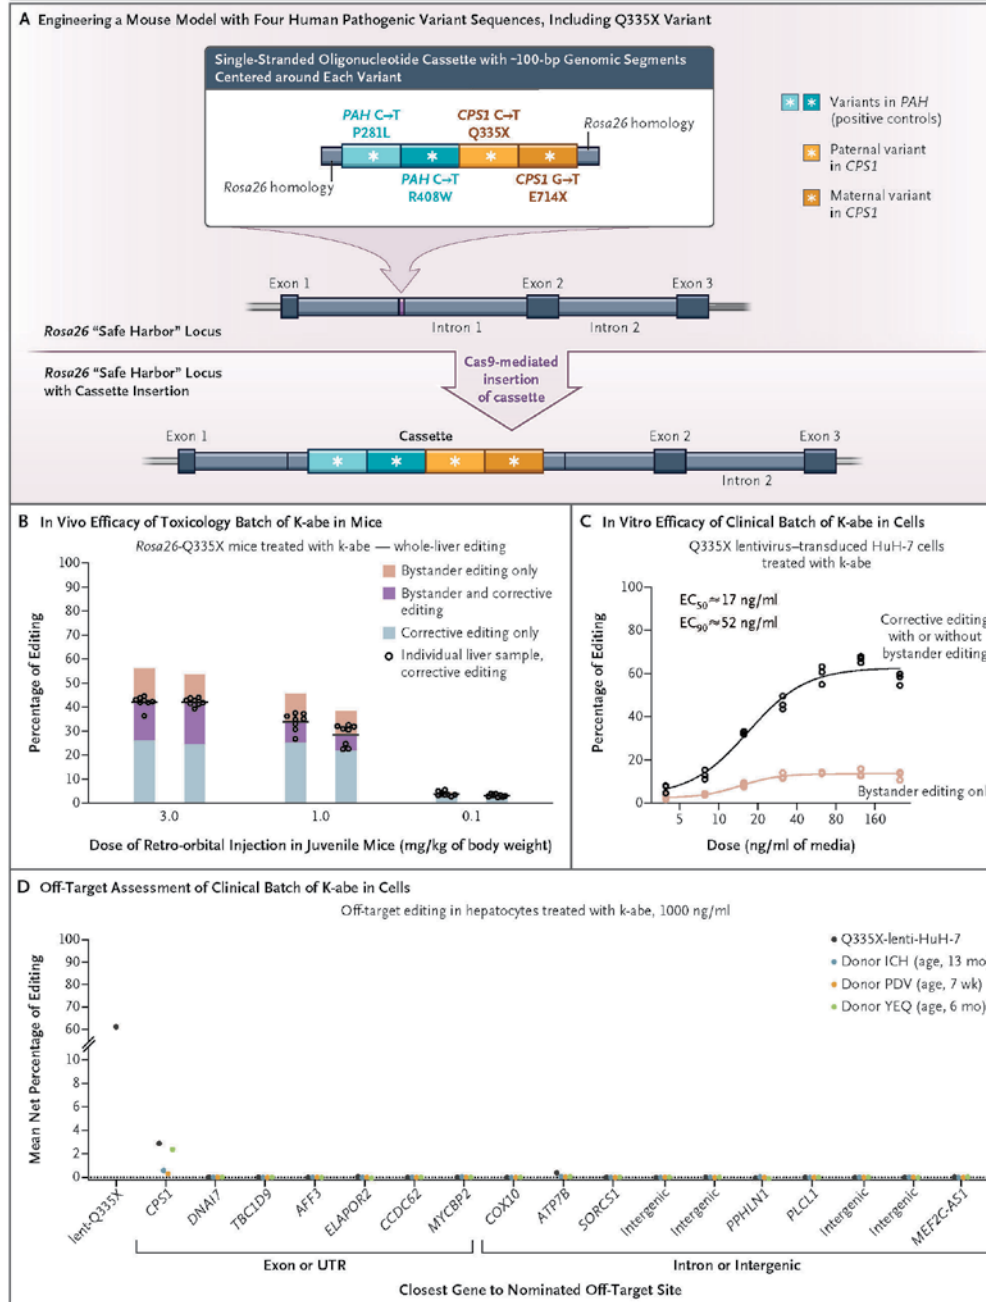 A Engineering a Mouse Model with Four Human Pathogenic Variant Sequences, Including Q335X Variant
Single-Stranded Oligonucleotide Cassette with ~100-bp Genomic Segments
Centered around Each Variant
PAH C→T
P281L
CPS1 C→T
Q335X
Rosa26 homology
Rosa26 homology
PAH C→T
R408W
CPS1 G→T
E714X
Variants in PAH
(positive controls)
Paternal variant
in CPS1
Maternal variant
in CPS1
Exon 1
Exon 2
Exon 3
Intron 1
Intron 2
Rosa26 “Safe Harbor” Locus
Rosa26 “Safe Harbor” Locus
with Cassette Insertion
Cas9-mediated
insertion
of cassette
Exon 1
Cassette
Exon 2
Exon 3
Intron 2
B In Vivo Efficacy of Toxicology Batch of K-abe in Mice
Rosa26-Q335X mice treated with k-abe — whole-liver editing
Percentage of Editing
100
90
80
70
60
50
40
30
20
10
0
Bystander editing only
Bystander and corrective
editing
Corrective editing only
Individual liver sample,
corrective editing
3.0
1.0
0.1
Dose of Retro-orbital Injection in Juvenile Mice (mg/kg of body weight)
C In Vitro Efficacy of Clinical Batch of K-abe in Cells
Q335X lentivirus–transduced HuH-7 cells
treated with k-abe
Percentage of Editing
100
80
60
40
20
0
EC50≈17 ng/ml
EC90≈52 ng/ml
Corrective editing
with or without
bystander editing
Bystander editing only
5
10
20
40
80
160
Dose (ng/ml of media)
D Off-Target Assessment of Clinical Batch of K-abe in Cells
Off-target editing in hepatocytes treated with k-abe, 1000 ng/ml
Mean Net Percentage of Editing
100
90
80
70
60
10
8
6
4
2
0
Q335X-lenti-HuH-7
Donor ICH (age, 13 mo
Donor PDV (age, 7 wk)
Donor YEQ (age, 6 mo)
lent-Q335X
CPS1
DNAI7
TBC1D9
AFF3
ELAPOR2
CCDC62
MYCBP2
COX10
ATP7B
SORCS1
Intergenic
Intergenic
PPHLN1
PLCL1
Intergenic
Intergenic
MEF2C-AS1
Exon or UTR
Intron or Intergenic
Closest Gene to Nominated Off-Target Site